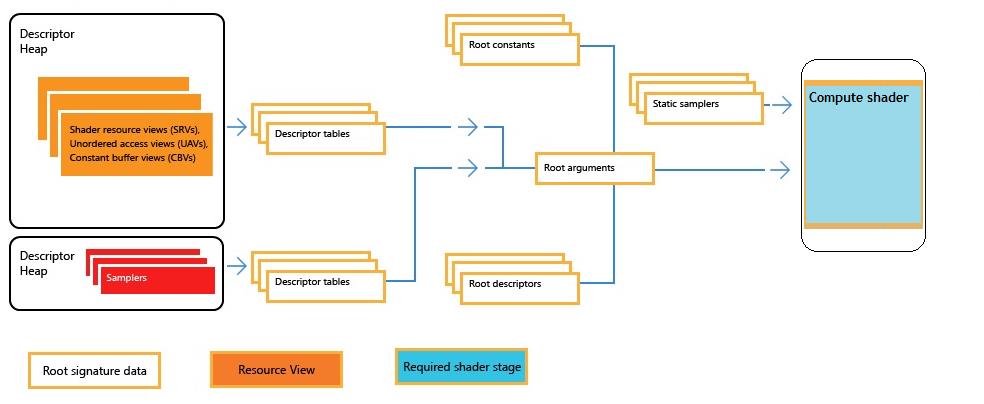 Descriptor
Heap
Shader resource views (SRVs),
Unordered access views (UAVs),
Constant buffer views (CBVs)
Descriptor tables
Root constants
Static samplers
Compute shader
Root arguments
Descriptor
Heap
Samplers
Descriptor tables
Root descriptors
Root signature data
Resource View
Required shader stage